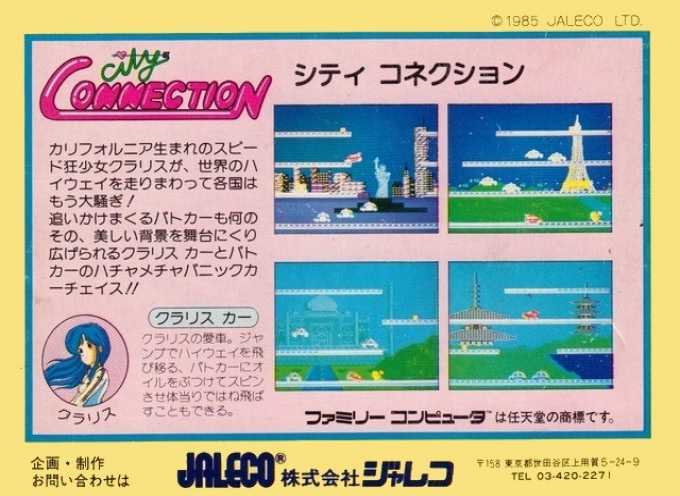 ©1985 JALECO LTD.
city
CONNECTION
シティ コネクション
カリフォルニア生まれのスピー
ド狂少女クラリスが、世界のハ
イウェイを走りまわって各国は
もう大騒ぎ!
追いかけまくるパトカーも何の
その、美しい背景を舞台にくり
広げられるクラリス カーとパト
カーのハチャメチャパニックカ
ーチェイス!!
クラリス カー
クラリスの愛車。ジャ
ンプでハイウェイを飛
び移る、パトカーにオ
イルをぶつけてスピン
させ体当りではね飛ば
すこともできる。
クラリス
ファミリー コンピュータ™は任天堂の商標です。
企画・制作
お問い合わせは
JALECO® 株式会社ジャレコ
〒158 東京都世田谷区上用賀5-24-9
TEL 03-420-2271